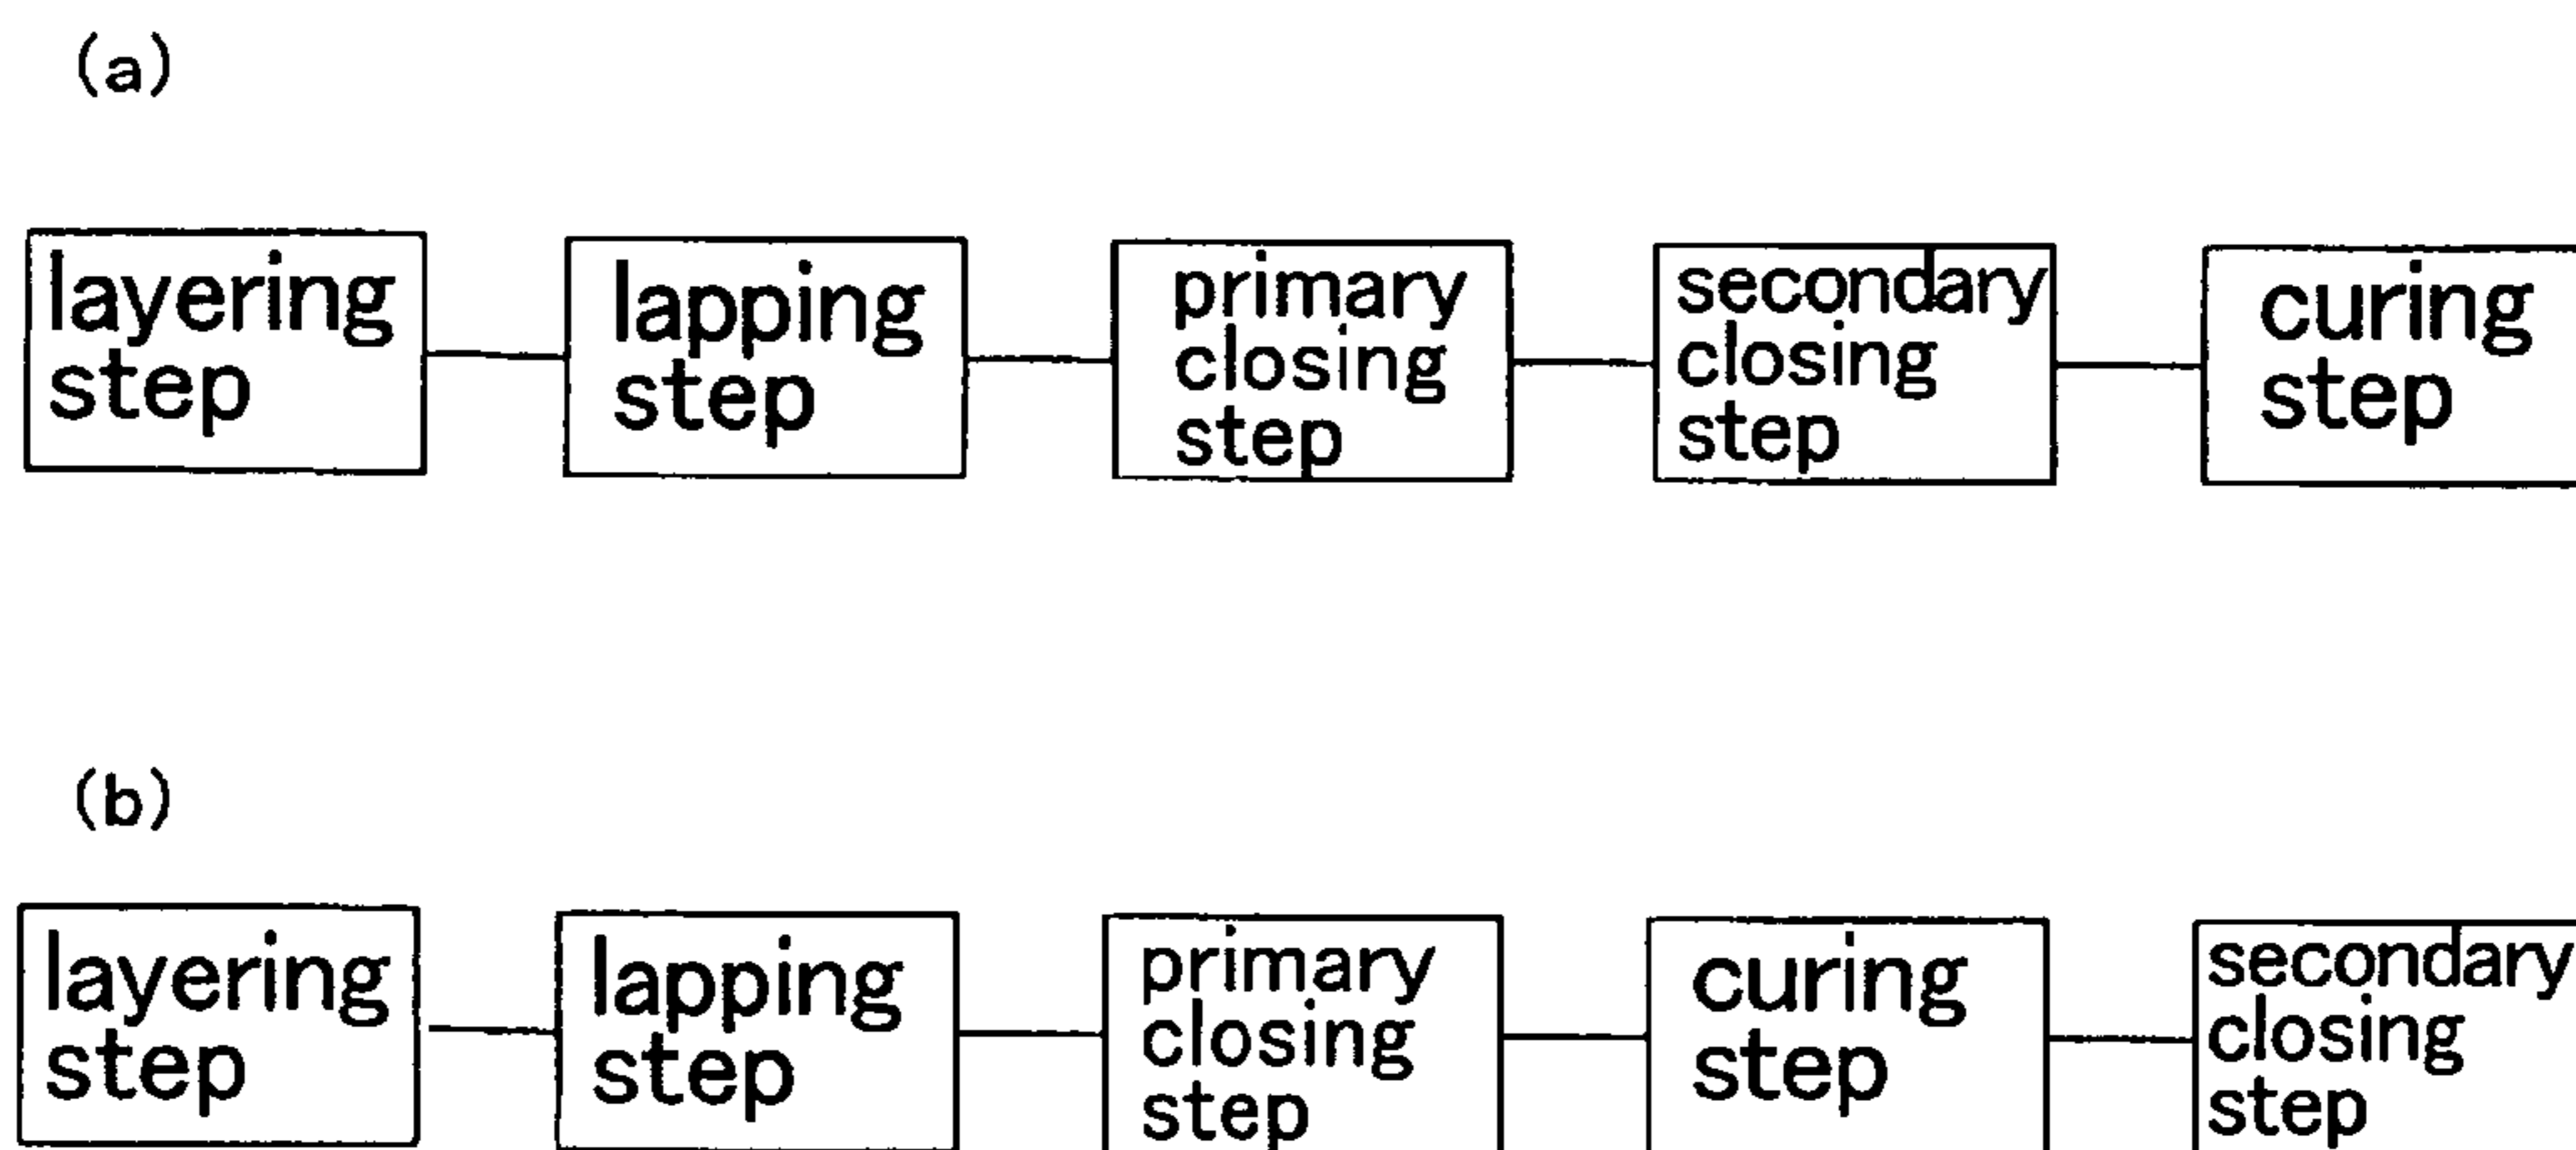 (a)
layering
step
lapping
step
primary
closing
step
secondary
closing
step
curing
step
(b)
layering
step
lapping
step
primary
closing
step
curing
step
secondary
closing
step